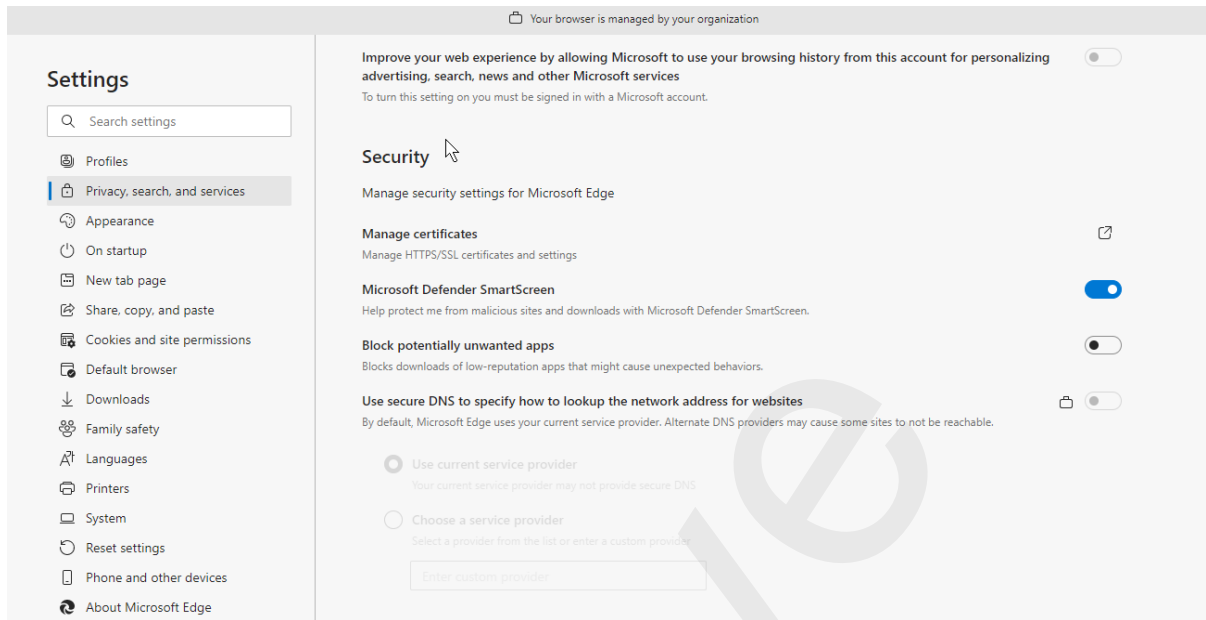 Your browser is managed by your organization
Settings
Search settings
Profiles
Privacy, search, and services
Appearance
On startup
New tab page
Share, copy, and paste
Cookies and site permissions
Default browser
Downloads
Family safety
Languages
Printers
System
Reset settings
Phone and other devices
About Microsoft Edge
Improve your web experience by allowing Microsoft to use your browsing history from this account for personalizing
advertising, search, news and other Microsoft services
To turn this setting on you must be signed in with a Microsoft account.
Security
Manage security settings for Microsoft Edge
Manage certificates
Manage HTTPS/SSL certificates and settings
Microsoft Defender SmartScreen
Help protect me from malicious sites and downloads with Microsoft Defender SmartScreen.
Block potentially unwanted apps
Blocks downloads of low-reputation apps that might cause unexpected behaviors.
Use secure DNS to specify how to lookup the network address for websites
By default, Microsoft Edge uses your current service provider. Alternate DNS providers may cause some sites to not be reachable.
Use current service provider
Your current service provider may not provide secure DNS
Choose a service provider
Select a provider from the list or enter a custom provider
Enter custom provider